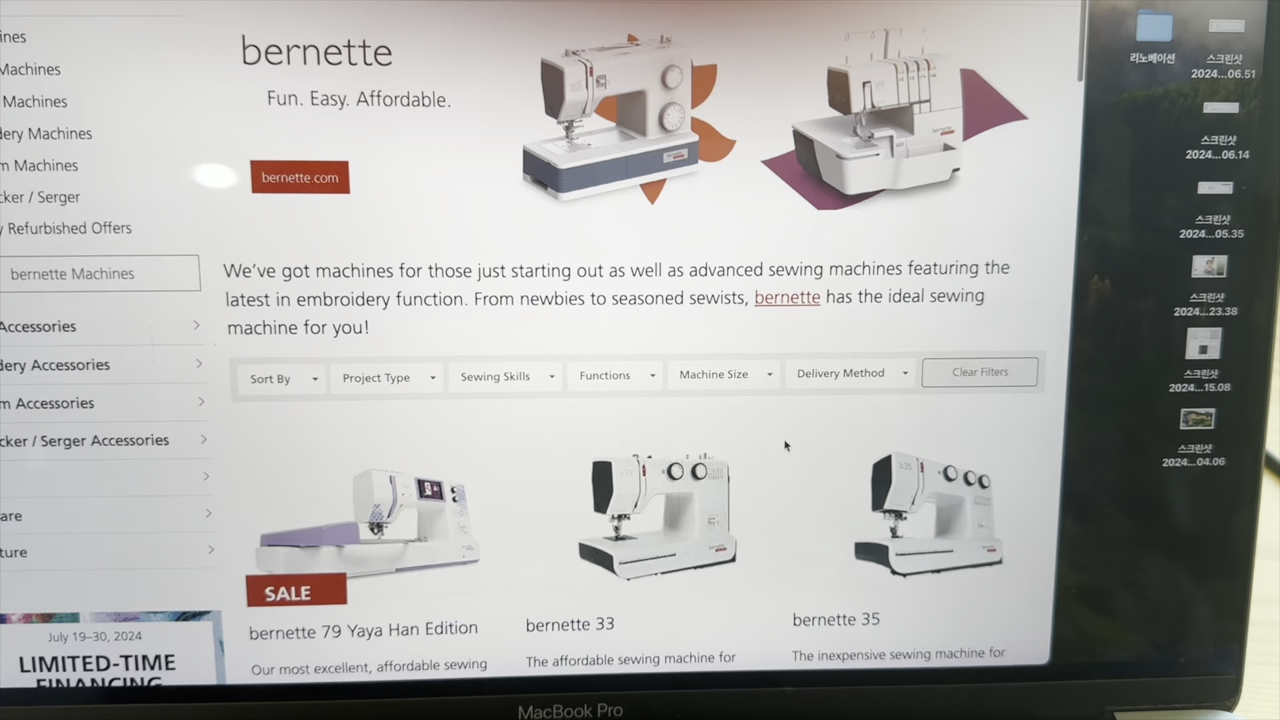 ines
Machines
Machines
dery Machines
m Machines
cker / Serger
y Refurbished Offers
bernette Machines
Accessories
dery Accessories
m Accessories
cker / Serger Accessories
are
ture
July 19–30, 2024
LIMITED-TIME
FINANCING
bernette
Fun. Easy. Affordable.
bernette.com
We've got machines for those just starting out as well as advanced sewing machines featuring the
latest in embroidery function. From newbies to seasoned sewists, bernette has the ideal sewing
machine for you!
Sort By
Project Type
Sewing Skills
Functions
Machine Size
Delivery Method
Clear Filters
SALE
bernette 79 Yaya Han Edition
Our most excellent, affordable sewing
bernette 33
The affordable sewing machine for
b35
bernette 35
The inexpensive sewing machine for
리노베이션
스크린샷
2024...06.51
스크린샷
2024...06.14
스크린샷
2024...05.35
스크린샷
2024...23.38
스크린샷
2024...15.08
스크린샷
2024...04.06
MacBook Pro